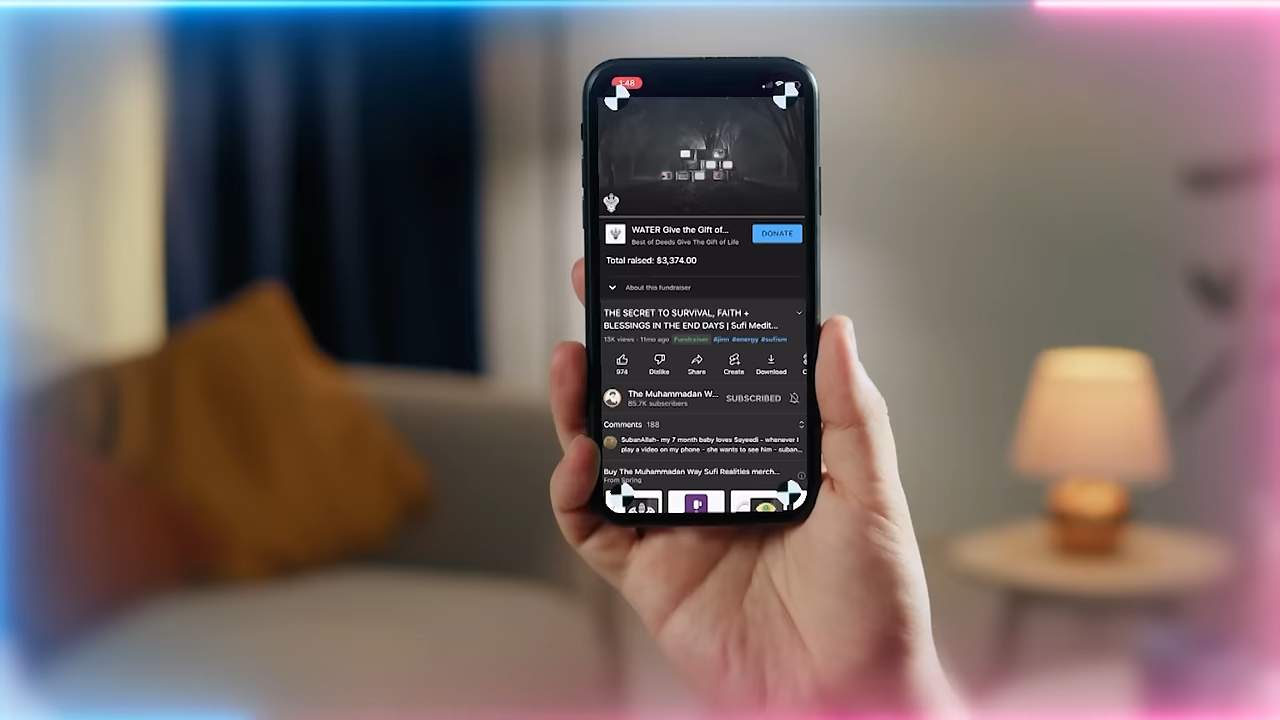 1:48
WATER Give the Gift of...
Best of Deeds Give The Gift of Life
DONATE
Total raised: $3,374.00
About this fundraiser
THE SECRET TO SURVIVAL, FAITH +
BLESSINGS IN THE END DAYS | Sufi Medit...
13K views · 11mo ago Fundraiser #jinn #energy #sufism
974 Dislike Share Create Download
The Muhammadan W...
85.7K subscribers
SUBSCRIBED
Comments 188
SubanAllah- my 7 month baby loves Sayeedi - whenever I
play a video on my phone - she wants to see him - suban...
Buy The Muhammadan Way Sufi Realities merch...
From Spring